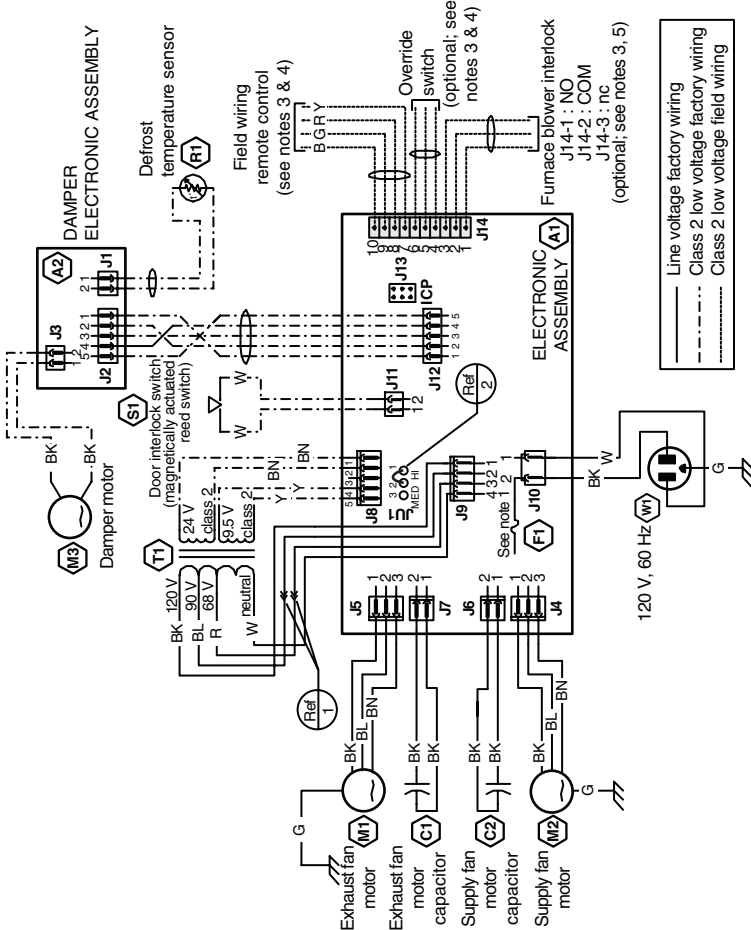 DAMPER
ELECTRONIC ASSEMBLY
A2
J3
2
1
J1
2 1
J2
5 4 3 2 1
Defrost
temperature sensor
R1
BK
BK
M3
Damper motor
S1
Door interlock switch
(magnetically actuated
reed switch)
W
W
J11
1 2
Field wiring
remote control
(see notes 3 & 4)
B G R Y
Override
switch
(optional; see
notes 3 & 4)
Furnace blower interlock
J14-1 : NO
J14-2 : COM
J14-3 : nc
(optional; see notes 3, 5)
T1
120 V
90 V
68 V
neutral
BK
BL
R
W
24 V
class 2
9.5 V
class 2
BN
BN
Y
Y
Ref
1
J8
5 4 3 2 1
JU1
3 2 1
MED HI
Ref
2
J9
4 3 2 1
J10
2 1
See note 1
F1
J12
1 2 3 4 5
ICP
J13
J14
10
9
8
7
6
5
4
3
2
1
ELECTRONIC
ASSEMBLY
A1
J5
1
2
3
J7
2
1
J6
2
1
J4
1
2
3
G
BK
BL
BN
M1
Exhaust fan
motor
BK
BK
C1
Exhaust fan
motor
capacitor
BK
BK
C2
Supply fan
motor
capacitor
BK
BL
BN
M2
Supply fan
motor
G
BK
W
120 V, 60 Hz
W1
G
Line voltage factory wiring
Class 2 low voltage factory wiring
Class 2 low voltage field wiring